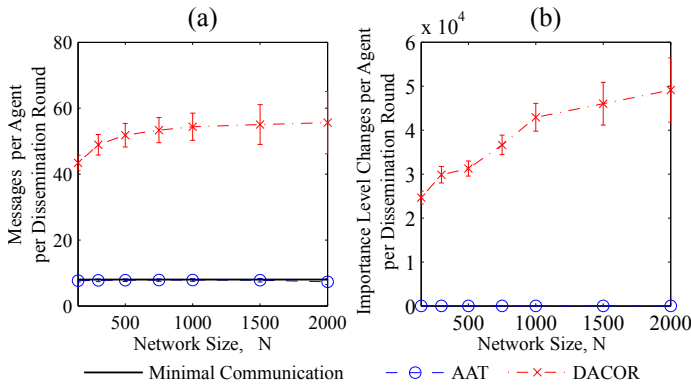 (a)
(b)
x 10⁴
Messages per Agent
per Dissemination Round
80
60
40
20
0
500
1000
1500
2000
Network Size, N
Importance Level Changes per Agent
per Dissemination Round
6
5
4
3
2
1
0
500
1000
1500
2000
Network Size, N
Minimal Communication
AAT
DACOR